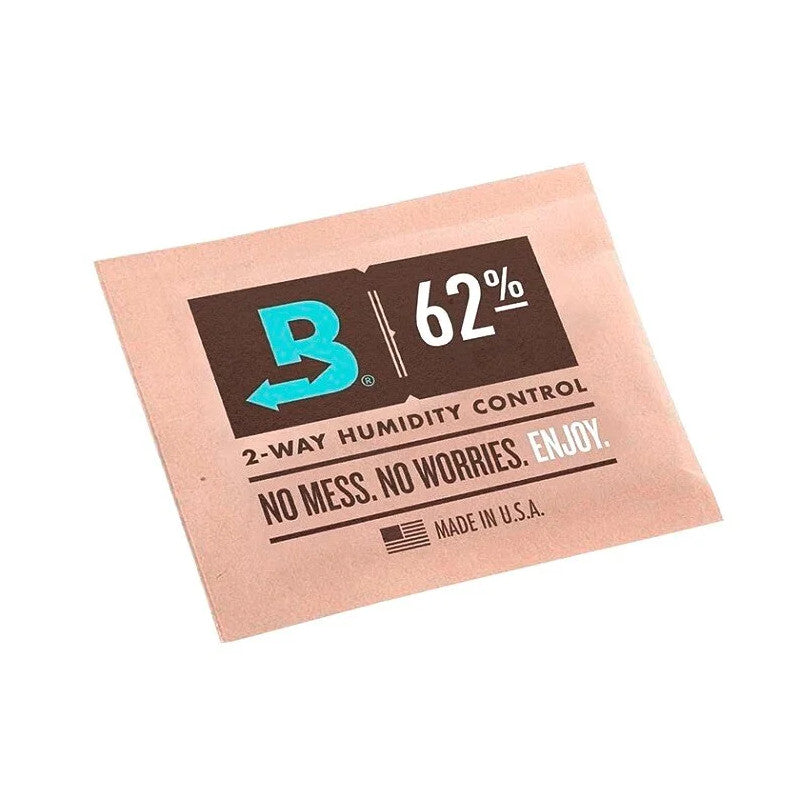 B®
62%
2-WAY HUMIDITY CONTROL
NO MESS. NO WORRIES. ENJOY.
MADE IN U.S.A.